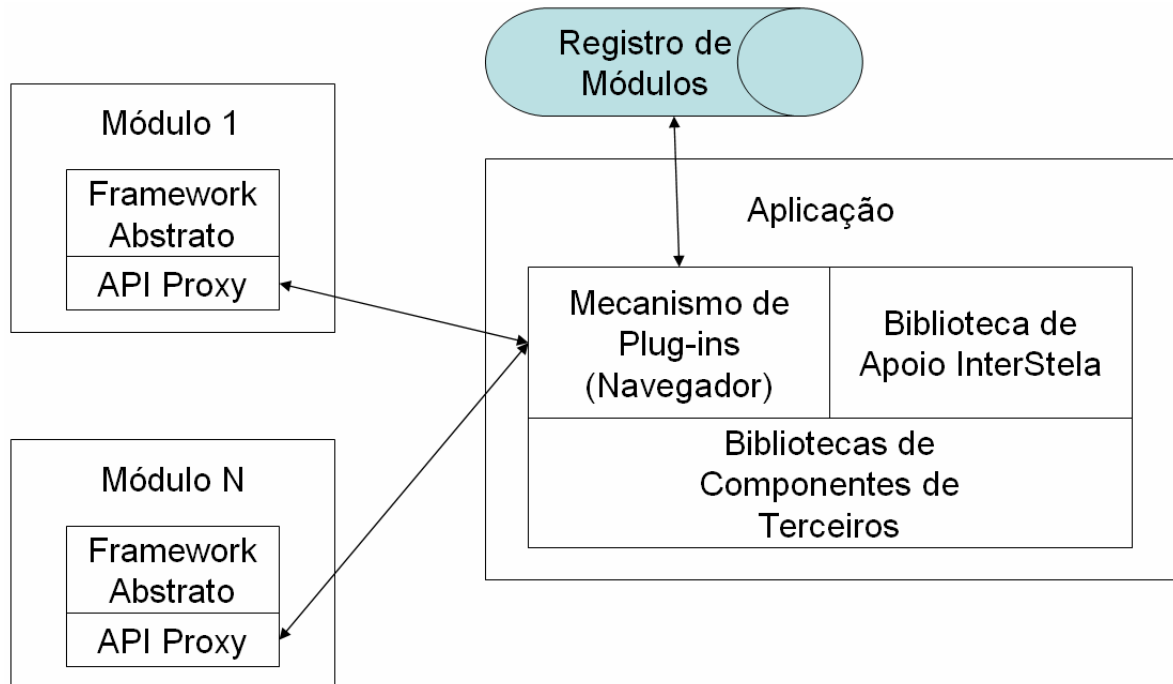 Registro de
Módulos
Módulo 1
Framework
Abstrato
API Proxy
Aplicação
Mecanismo de
Plug-ins
(Navegador)
Biblioteca de
Apoio InterStela
Bibliotecas de
Componentes de
Terceiros
Módulo N
Framework
Abstrato
API Proxy